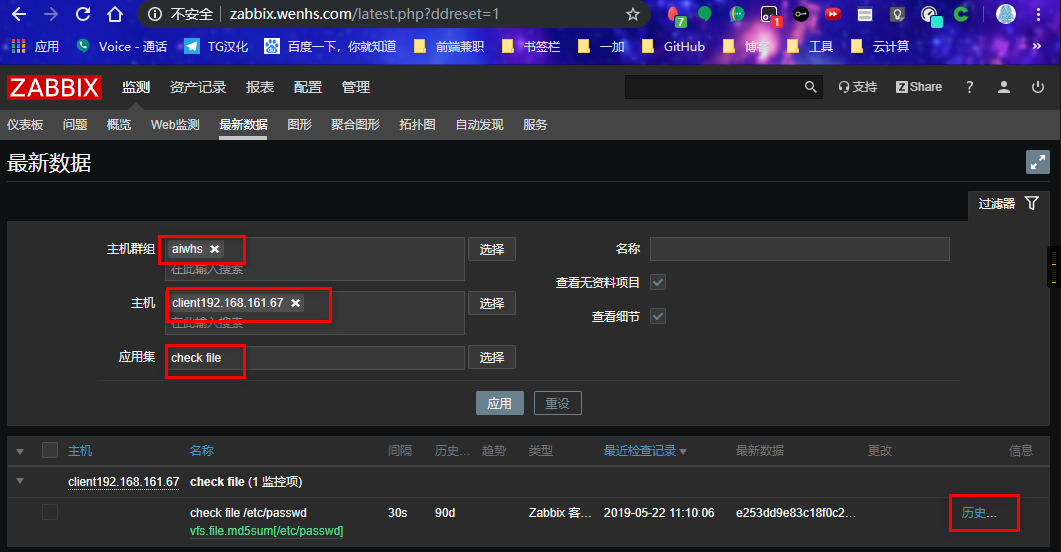 不安全 | zabbix.wenhs.com/latest.php?ddreset=1
7
1
应用 Voice - 通话 TG汉化 百度一下，你就知道 前端兼职 书签栏 一加 GitHub 博客 工具 云计算 »
ZABBIX 监测 资产记录 报表 配置 管理 支持 Z Share ?
仪表板 问题 概览 Web监测 最新数据 图形 聚合图形 拓扑图 自动发现 服务
最新数据
过滤器
主机群组 aiwhs 选择 名称
在此输入搜索
查看无资料项目
主机 client192.168.161.67 选择
在此输入搜索
查看细节
应用集 check file 选择
应用 重设
主机 名称 间隔 历史... 趋势 类型 最近检查记录 最新数据 更改 信息
client192.168.161.67 check file (1 监控项)
check file /etc/passwd 30s 90d Zabbix 客... 2019-05-22 11:10:06 e253dd9e83c18f0c2... 历史...
vfs.file.md5sum[/etc/passwd]